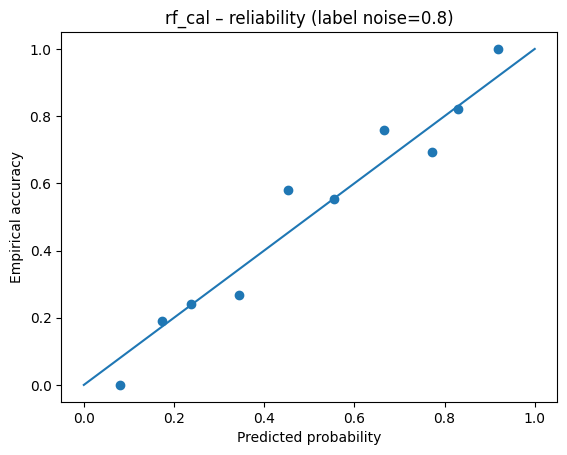 rf_cal – reliability (label noise=0.8)
Empirical accuracy
1.0
0.8
0.6
0.4
0.2
0.0
0.0 0.2 0.4 0.6 0.8 1.0
Predicted probability